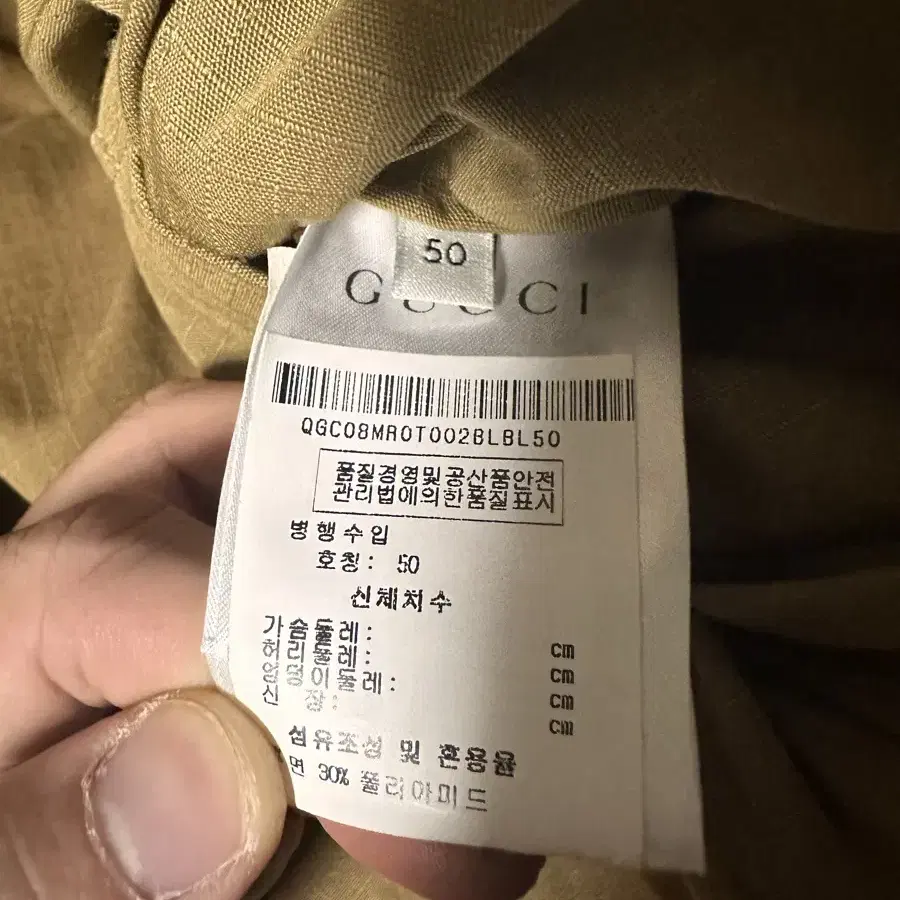 50
GUCCI
QGC08MR0T002BLBL50
품질경영및공산품안전
관리법에의한품질표시
병행수입
호칭: 50
신체치수
가슴둘레: cm
허리둘레: cm
엉덩이둘레: cm
신 장: cm
섬유조성 및 혼용율
면 30% 폴리아미드